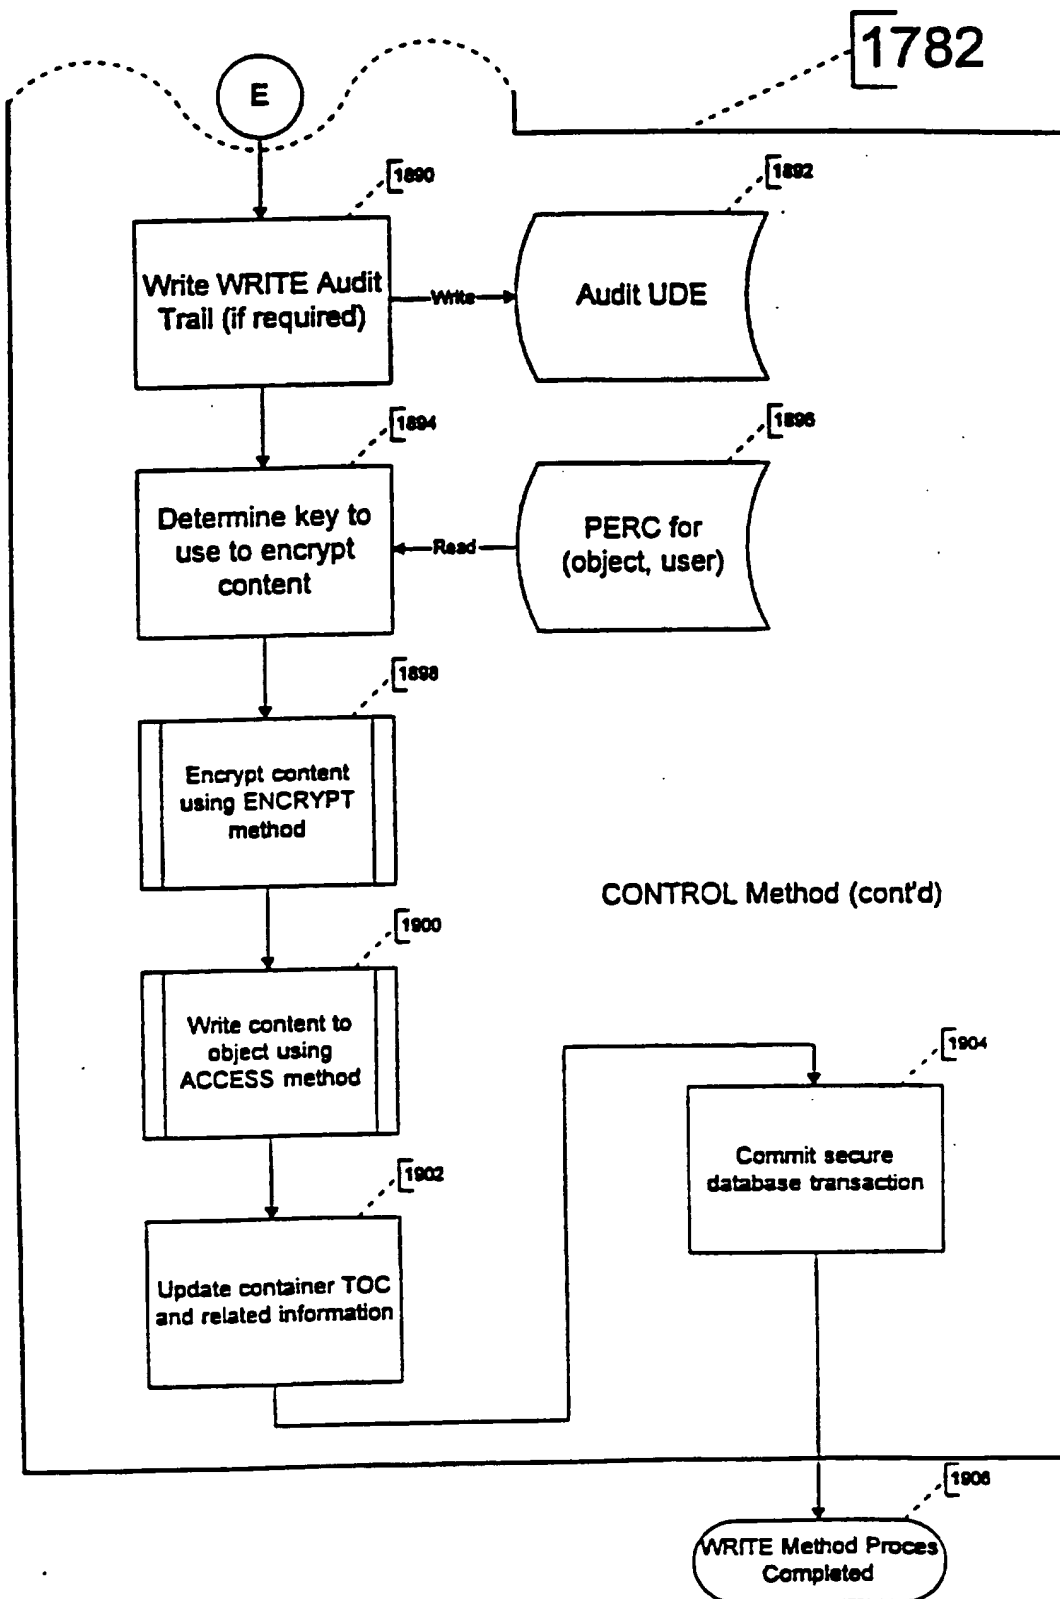 1782
E
1890
1892
Write WRITE Audit
Trail (if required)
Write
Audit UDE
1894
1896
Determine key to
use to encrypt
content
Read
PERC for
(object, user)
1898
Encrypt content
using ENCRYPT
method
CONTROL Method (cont'd)
1900
Write content to
object using
ACCESS method
1904
Commit secure
database transaction
1902
Update container TOC
and related information
1906
WRITE Method Proces
Completed